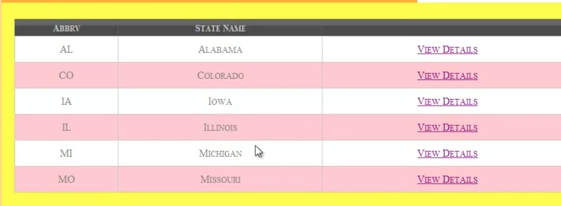 ABBRV STATE NAME
AL ALABAMA VIEW DETAILS
CO COLORADO VIEW DETAILS
IA IOWA VIEW DETAILS
IL ILLINOIS VIEW DETAILS
MI MICHIGAN VIEW DETAILS
MO MISSOURI VIEW DETAILS